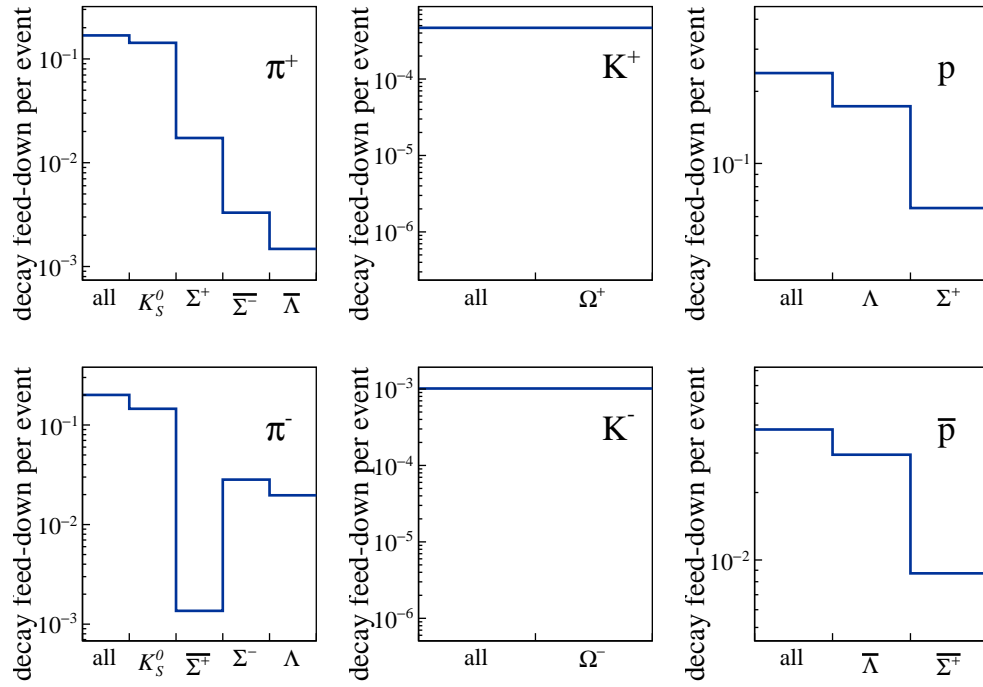 decay feed-down per event
10⁻¹
10⁻²
10⁻³
π⁺
all K⁰_S Σ⁺ Σ̅⁻̅ Λ̅
decay feed-down per event
10⁻⁴
10⁻⁵
10⁻⁶
K⁺
all Ω⁺
decay feed-down per event
10⁻¹
p
all Λ Σ⁺
decay feed-down per event
10⁻¹
10⁻²
10⁻³
π⁻
all K⁰_S Σ̅⁺̅ Σ⁻ Λ
decay feed-down per event
10⁻³
10⁻⁴
10⁻⁵
10⁻⁶
K⁻
all Ω⁻
decay feed-down per event
10⁻²
p̅
all Λ̅ Σ̅⁺̅